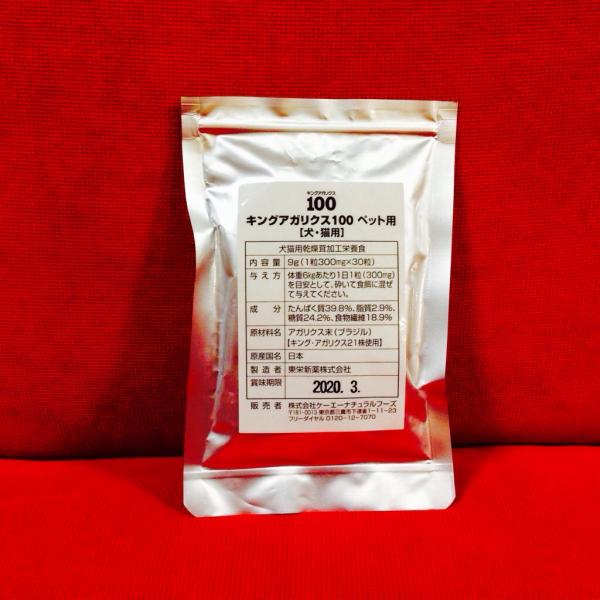 キングアガリクス
100
キングアガリクス100 ペット用
［犬・猫用］
犬猫用乾燥茸加工栄養食
内容量 9g（1粒300mg×30粒）
与え方 体重6kgあたり1日1粒（300mg）
を目安として、砕いて食餌に混ぜ
て与えてください。
成分 たんぱく質39.8%、脂質2.9%、
糖質24.2%、食物繊維18.9%
原材料名 アガリクス末（ブラジル）
【キング・アガリクス21株使用】
原産国名 日本
製造者 東栄新薬株式会社
賞味期限 2020. 3.
販売者 株式会社ケーエーナチュラルフーズ
〒181-0013 東京都三鷹市下連雀1-11-23
フリーダイヤル 0120-12-7070